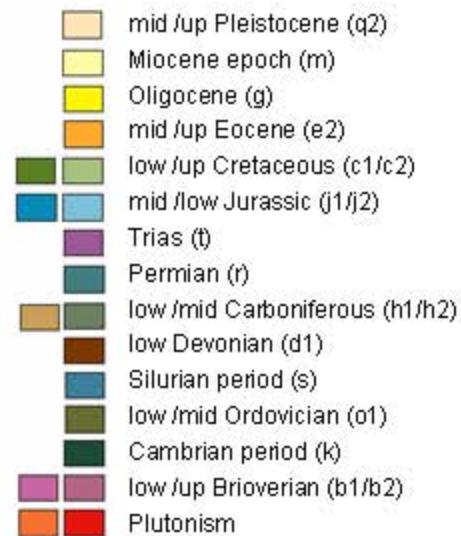 mid /up Pleistocene (q2)
Miocene epoch (m)
Oligocene (g)
mid /up Eocene (e2)
low /up Cretaceous (c1/c2)
mid /low Jurassic (j1/j2)
Trias (t)
Permian (r)
low /mid Carboniferous (h1/h2)
low Devonian (d1)
Silurian period (s)
low /mid Ordovician (o1)
Cambrian period (k)
low /up Brioverian (b1/b2)
Plutonism